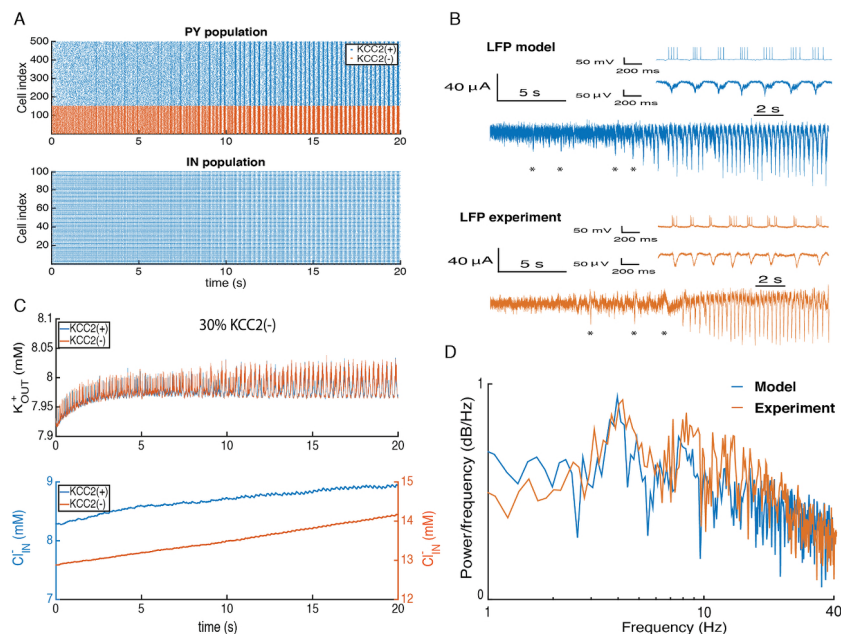 A
PY population
500
400
300
200
100
Cell index
KCC2(+)
KCC2(-)
0
5
10
15
20
time (s)
IN population
100
80
60
40
20
Cell index
0
5
10
15
20
time (s)
B
LFP model
50 mV
200 ms
40 µA
5 s
50 µV
200 ms
2 s
* * * *
LFP experiment
50 mV
200 ms
40 µA
5 s
50 µV
200 ms
2 s
* * *
C
30% KCC2(-)
8.1
8.05
8
7.95
7.9
K+OUT (mM)
KCC2(+)
KCC2(-)
0
5
10
15
20
9
8
7
Cl-IN (mM)
KCC2(+)
KCC2(-)
15
14
13
12
Cl-IN (mM)
0
5
10
15
20
time (s)
D
1
0
Power/frequency (dB/Hz)
Model
Experiment
1
10
40
Frequency (Hz)